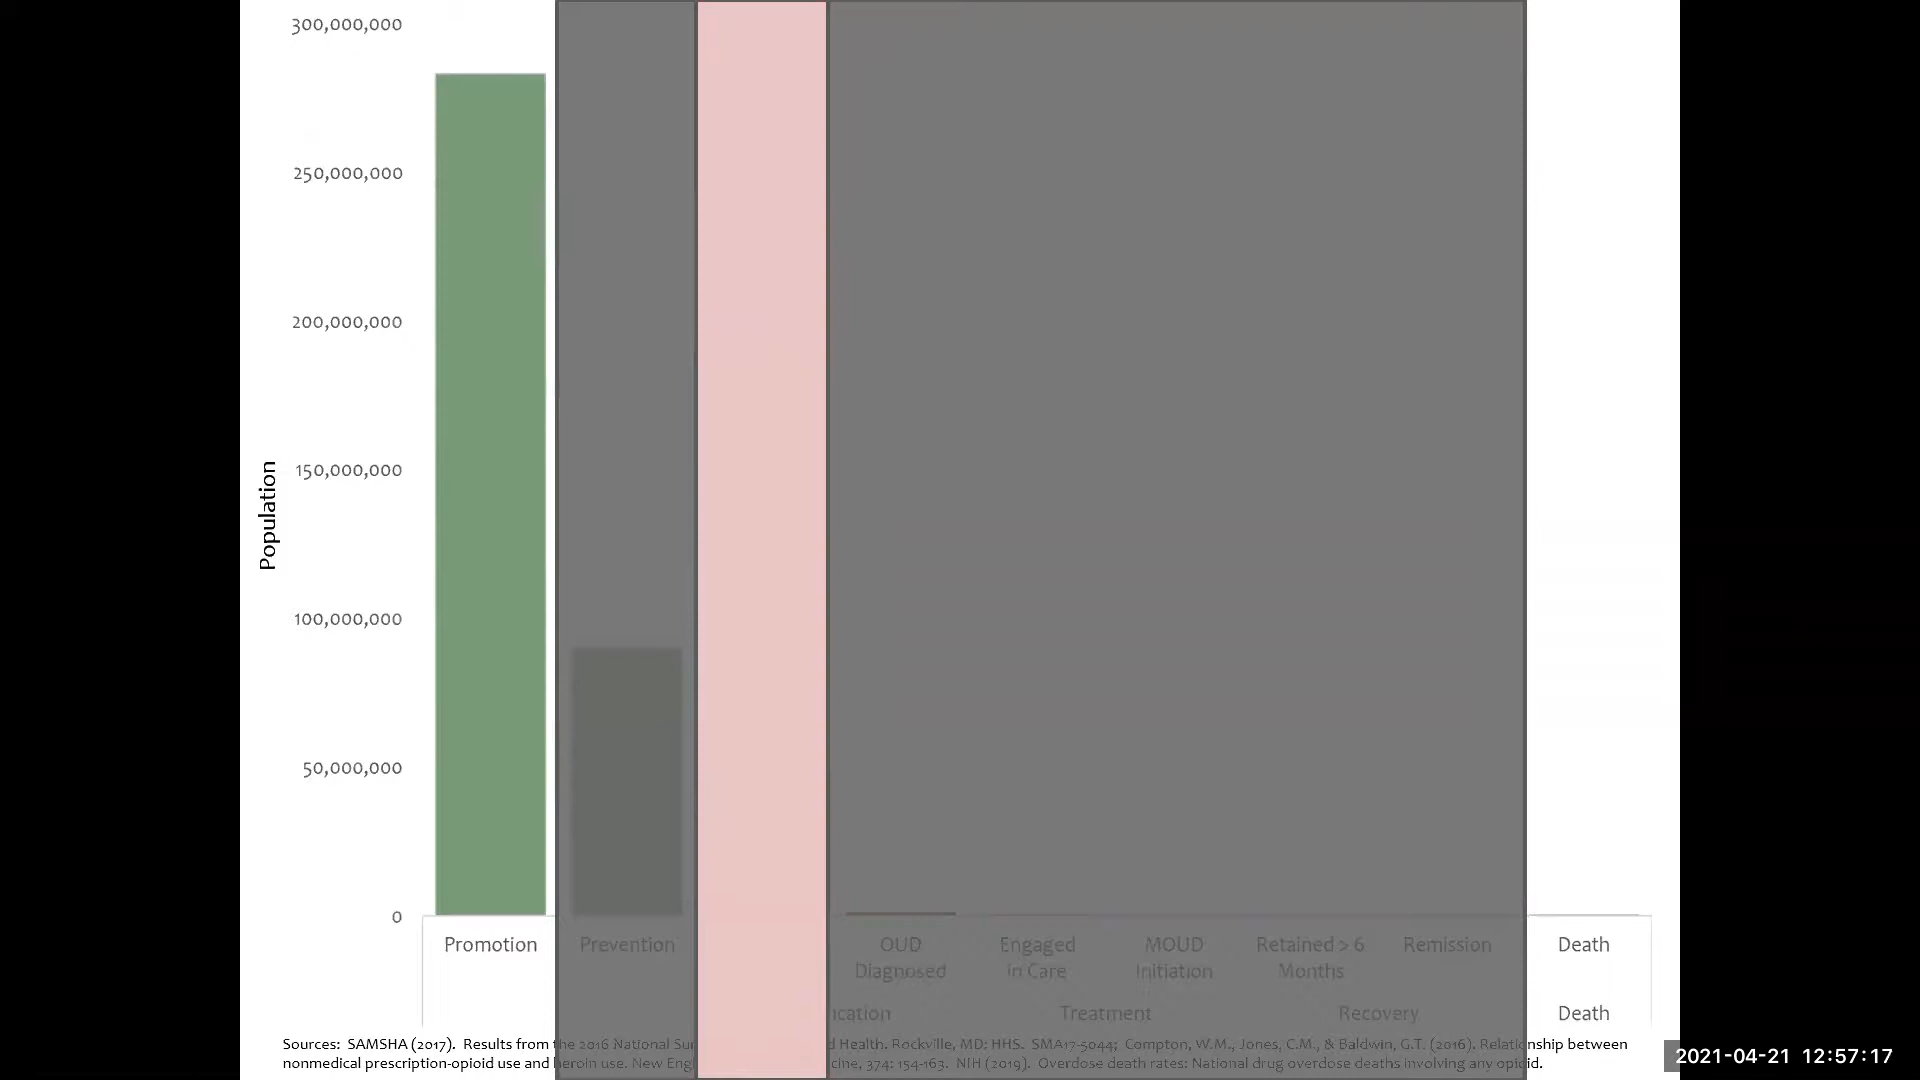 300,000,000
250,000,000
200,000,000
150,000,000
100,000,000
50,000,000
0
Population
Promotion
Prevention
OUD
Diagnosed
Engaged
in Care
MOUD
Initiation
Retained > 6
Months
Remission
Death
ication
Treatment
Recovery
Death
Sources: SAMSHA (2017). Results from the 2016 National Sur d Health. Rockville, MD: HHS. SMA17-5044; Compton, W.M., Jones, C.M., & Baldwin, G.T. (2016). Relationship between
nonmedical prescription-opioid use and heroin use. New Engl cine, 374: 154-163. NIH (2019). Overdose death rates: National drug overdose deaths involving any opioid.
2021-04-21 12:57:17